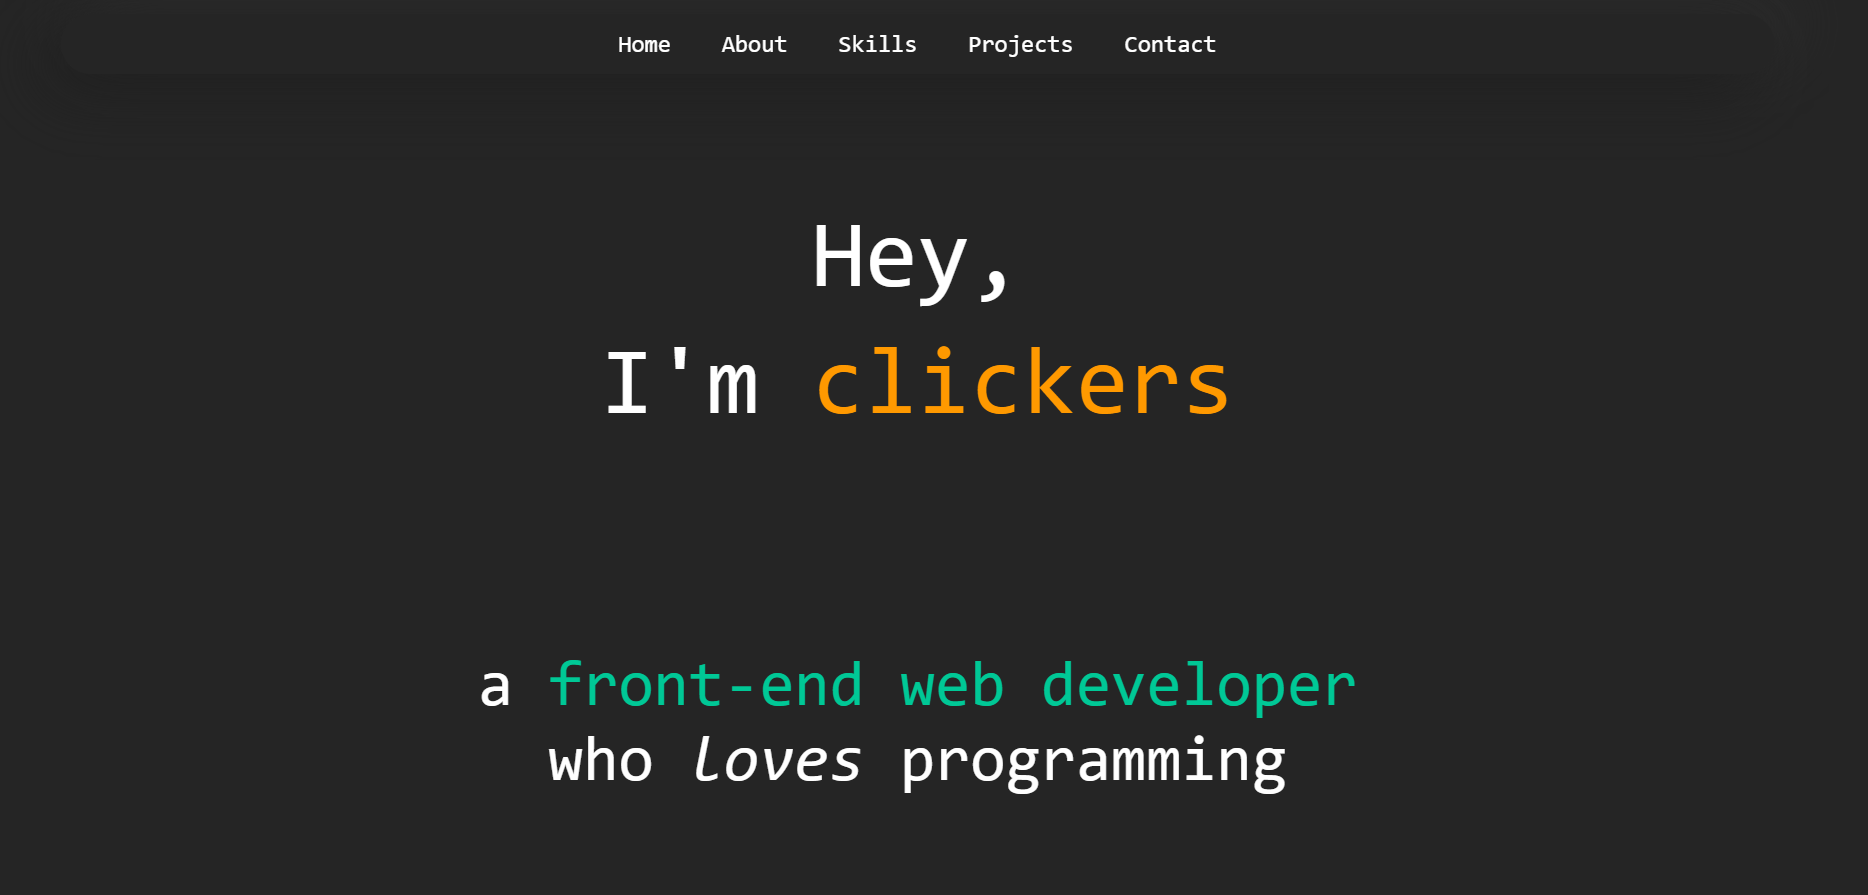 Home About Skills Projects Contact
Hey,
I'm clickers
a front-end web developer
who loves programming